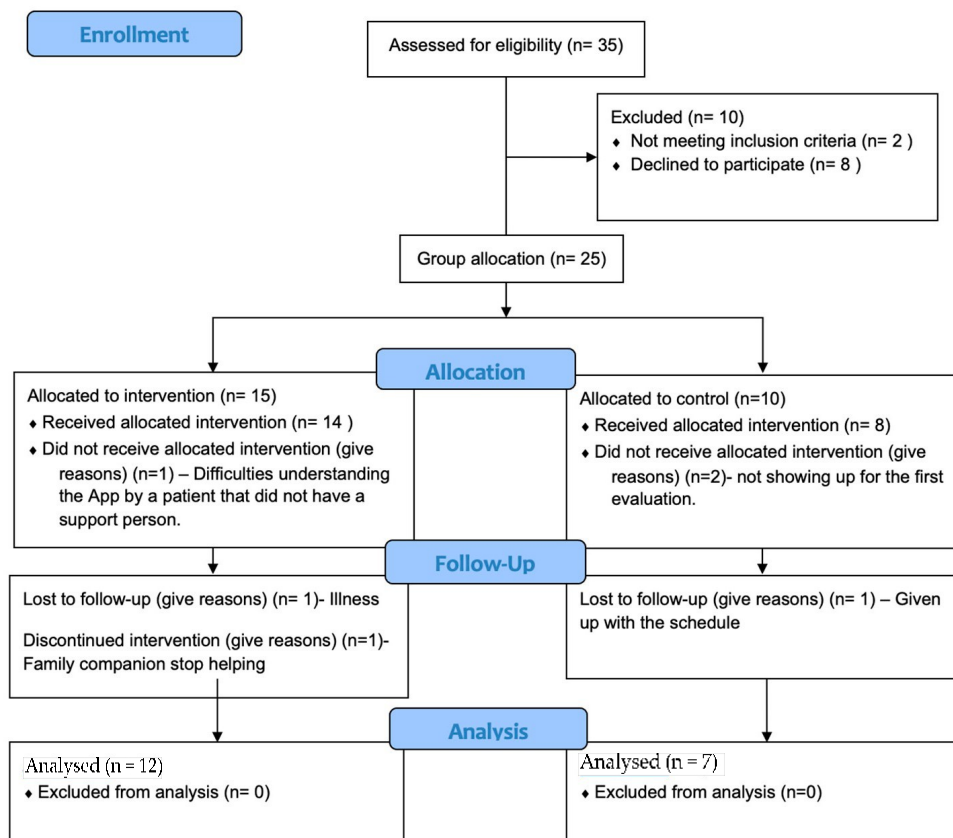 Enrollment
Assessed for eligibility (n= 35)
Excluded (n= 10)
♦ Not meeting inclusion criteria (n= 2 )
♦ Declined to participate (n= 8 )
Group allocation (n= 25)
Allocation
Allocated to intervention (n= 15)
♦ Received allocated intervention (n= 14 )
♦ Did not receive allocated intervention (give
reasons) (n=1) – Difficulties understanding
the App by a patient that did not have a
support person.
Allocated to control (n=10)
♦ Received allocated intervention (n= 8)
♦ Did not receive allocated intervention (give
reasons) (n=2)- not showing up for the first
evaluation.
Follow-Up
Lost to follow-up (give reasons) (n= 1)- Illness
Discontinued intervention (give reasons) (n=1)-
Family companion stop helping
Lost to follow-up (give reasons) (n= 1) – Given
up with the schedule
Analysis
Analysed (n = 12)
♦ Excluded from analysis (n= 0)
Analysed (n = 7)
♦ Excluded from analysis (n=0)